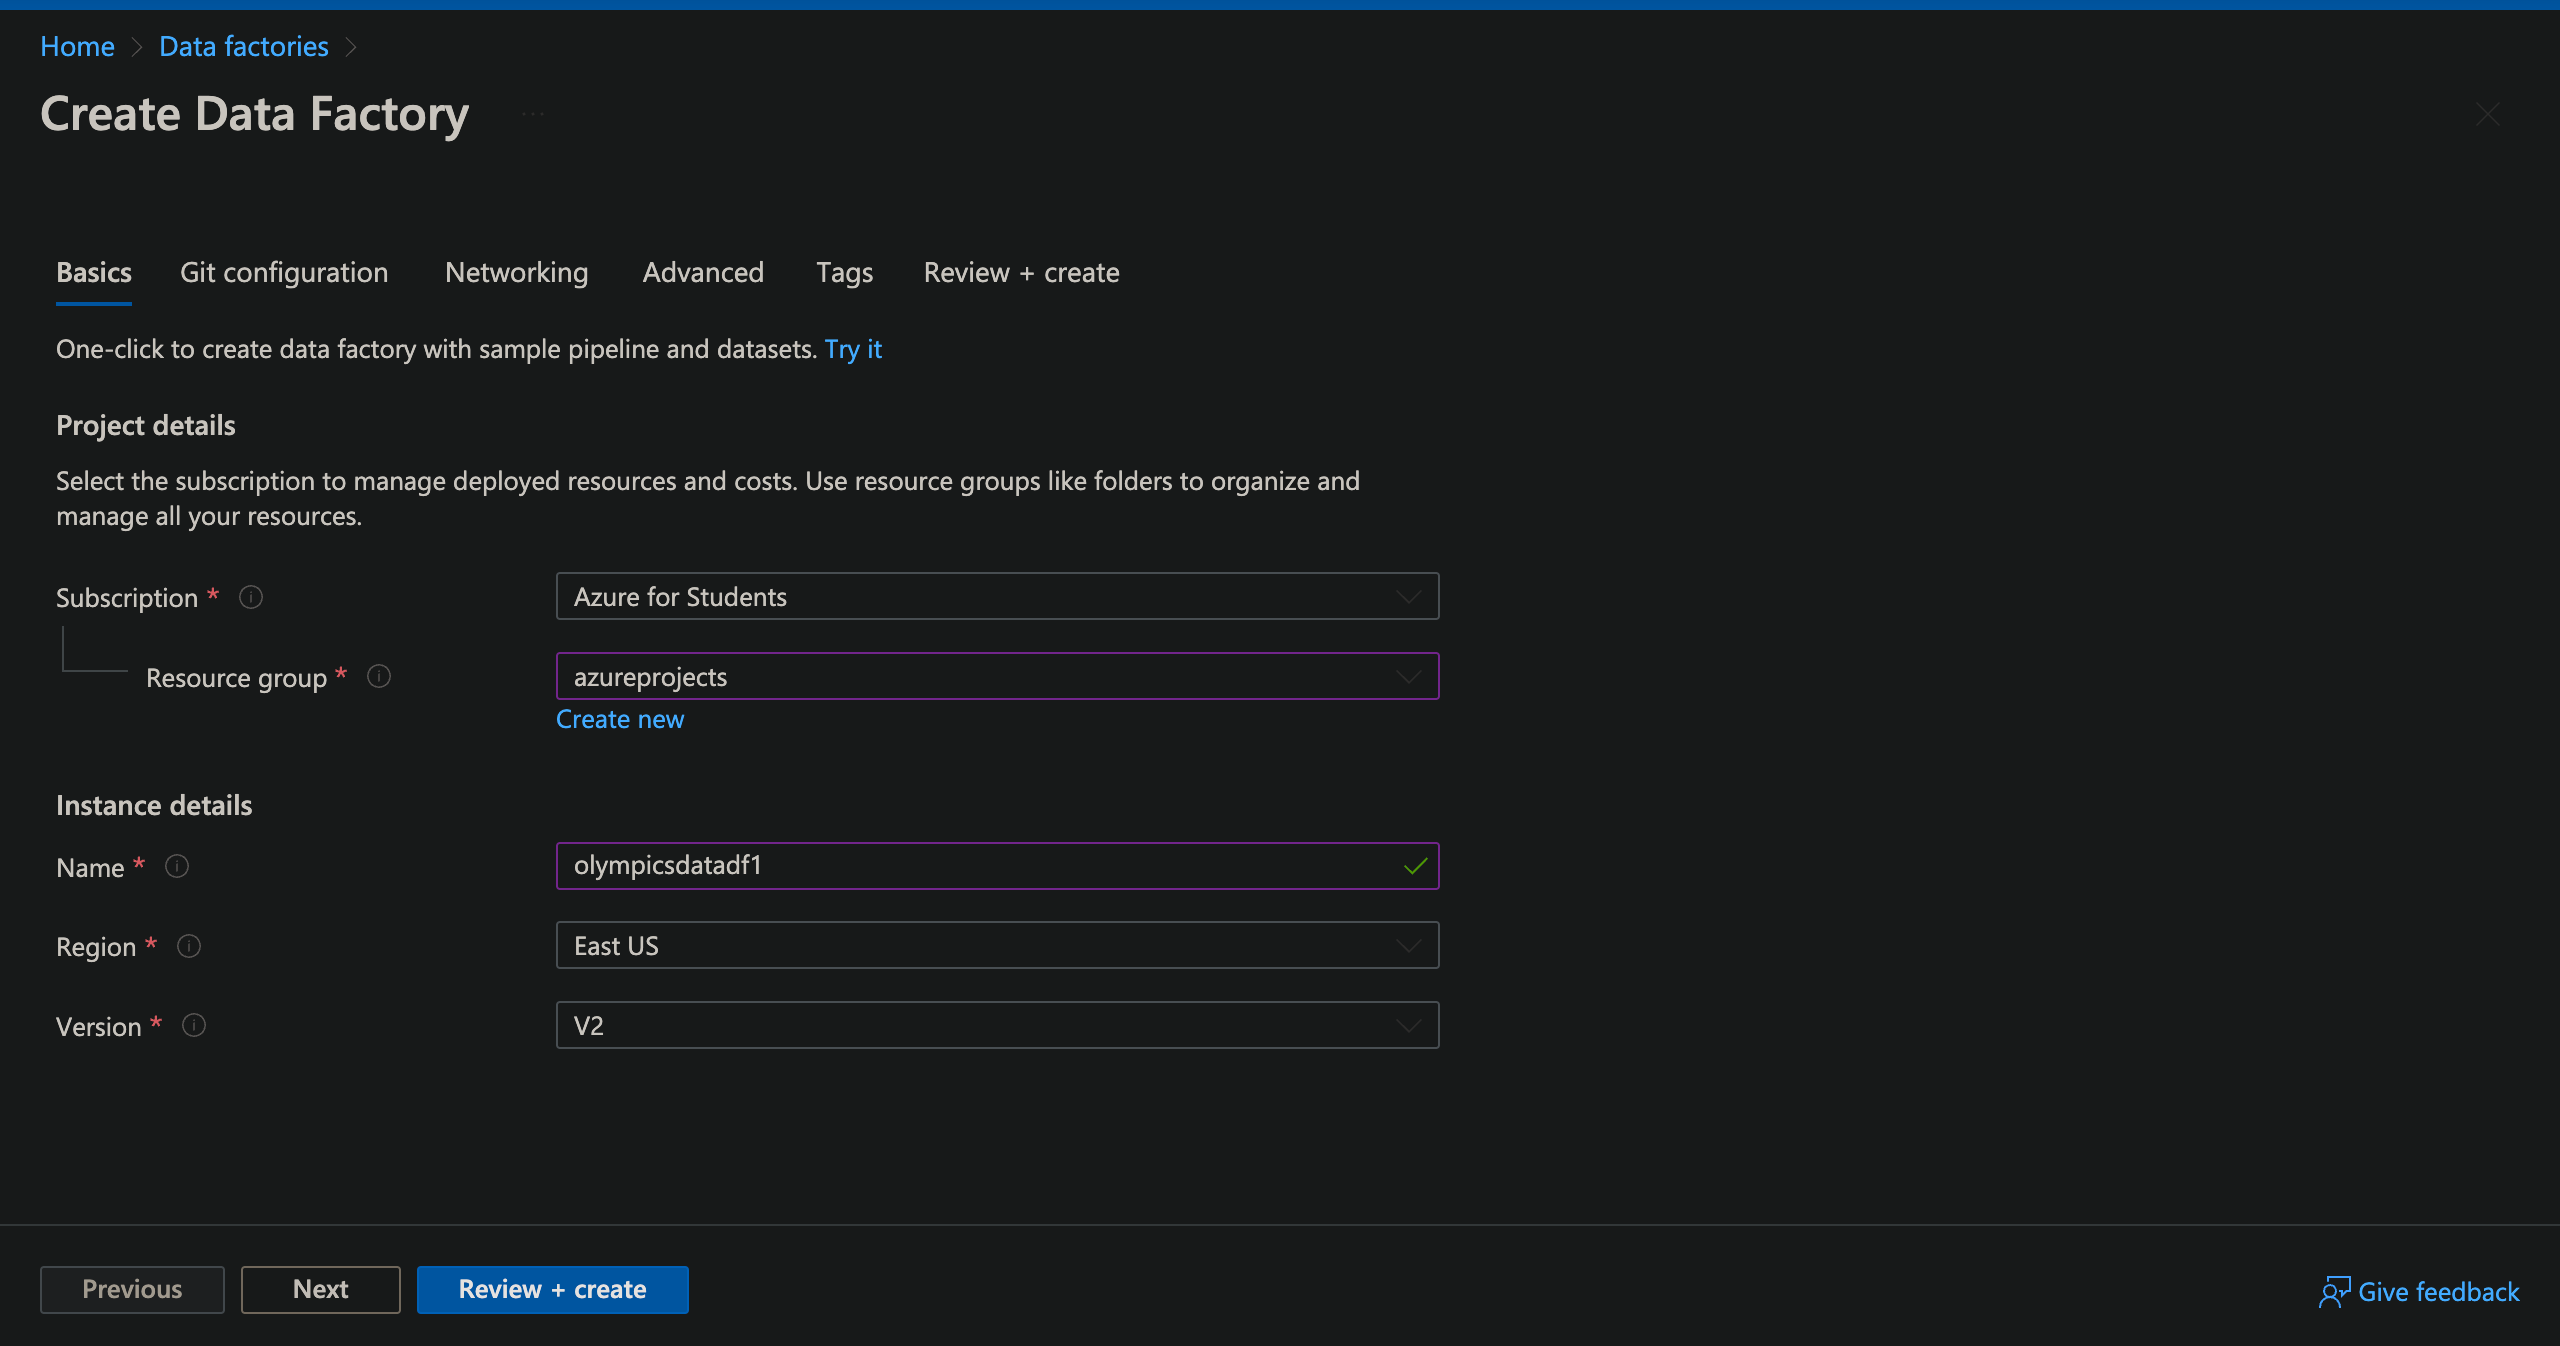 Home > Data factories >
Create Data Factory ...
Basics Git configuration Networking Advanced Tags Review + create
One-click to create data factory with sample pipeline and datasets. Try it
Project details
Select the subscription to manage deployed resources and costs. Use resource groups like folders to organize and
manage all your resources.
Subscription * Azure for Students
Resource group * azureprojects
Create new
Instance details
Name * olympicsdatadf1
Region * East US
Version * V2
Previous Next Review + create Give feedback